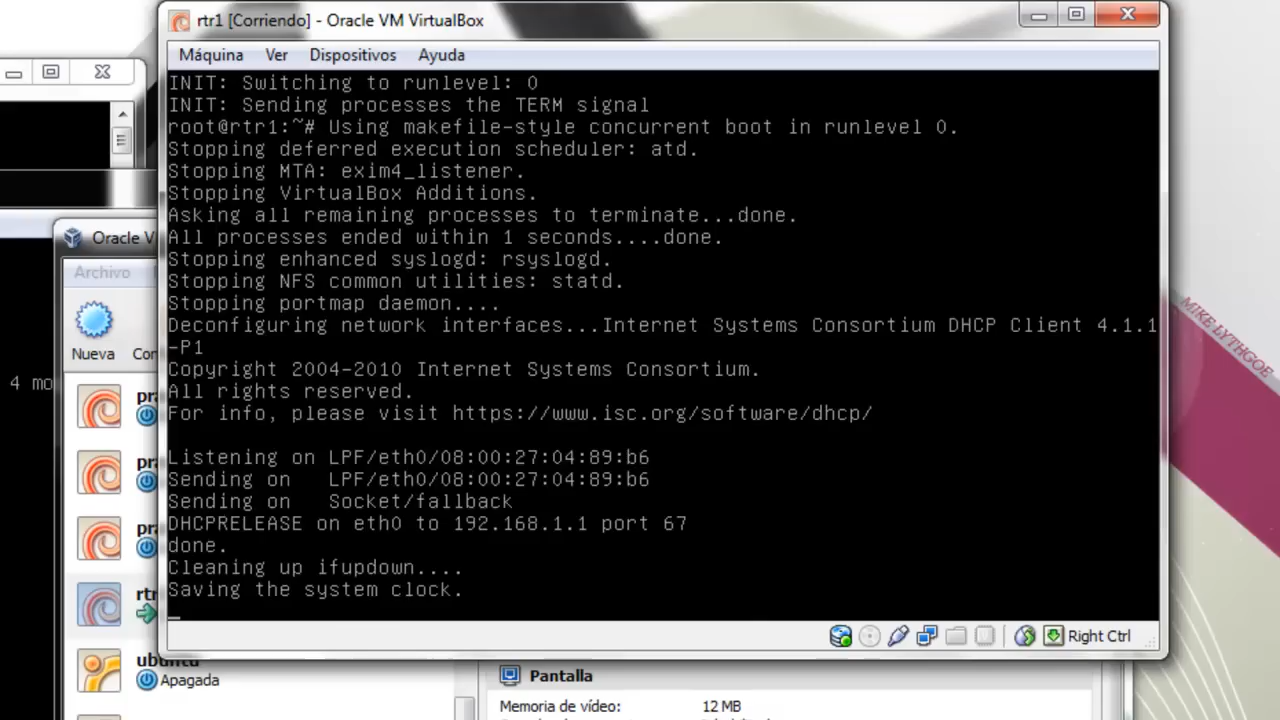 rtr1 [Corriendo] - Oracle VM VirtualBox
Máquina Ver Dispositivos Ayuda
INIT: Switching to runlevel: 0
INIT: Sending processes the TERM signal
root@rtr1:~# Using makefile-style concurrent boot in runlevel 0.
Stopping deferred execution scheduler: atd.
Stopping MTA: exim4_listener.
Stopping VirtualBox Additions.
Asking all remaining processes to terminate...done.
All processes ended within 1 seconds....done.
Stopping enhanced syslogd: rsyslogd.
Stopping NFS common utilities: statd.
Stopping portmap daemon....
Deconfiguring network interfaces...Internet Systems Consortium DHCP Client 4.1.1
-P1
Copyright 2004-2010 Internet Systems Consortium.
All rights reserved.
For info, please visit https://www.isc.org/software/dhcp/
Listening on LPF/eth0/08:00:27:04:89:b6
Sending on   LPF/eth0/08:00:27:04:89:b6
Sending on   Socket/fallback
DHCPRELEASE on eth0 to 192.168.1.1 port 67
done.
Cleaning up ifupdown....
Saving the system clock.
Right Ctrl
Oracle V
Archivo
Nueva Co
4 mo
pr
pr
pr
rtr
ubuntu
Apagada
Pantalla
Memoria de vídeo: 12 MB
MIKE LYTHGOE